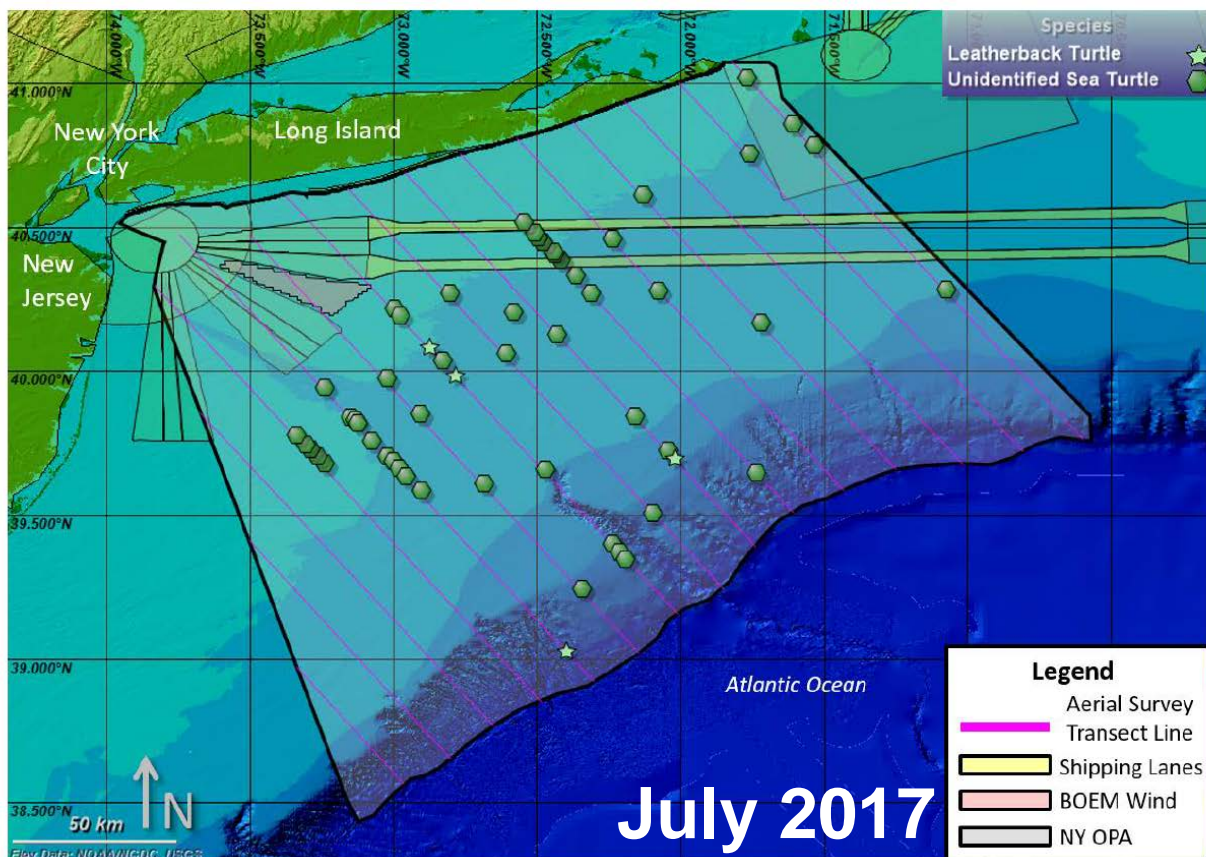 74.000°W
73.500°W
73.000°W
72.500°W
72.000°W
71.500°W
Species
Leatherback Turtle
Unidentified Sea Turtle
41.000°N
New York
City
Long Island
40.500°N
New
Jersey
40.000°N
39.500°N
39.000°N
Atlantic Ocean
38.500°N
50 km
N
July 2017
Legend
Aerial Survey
Transect Line
Shipping Lanes
BOEM Wind
NY OPA